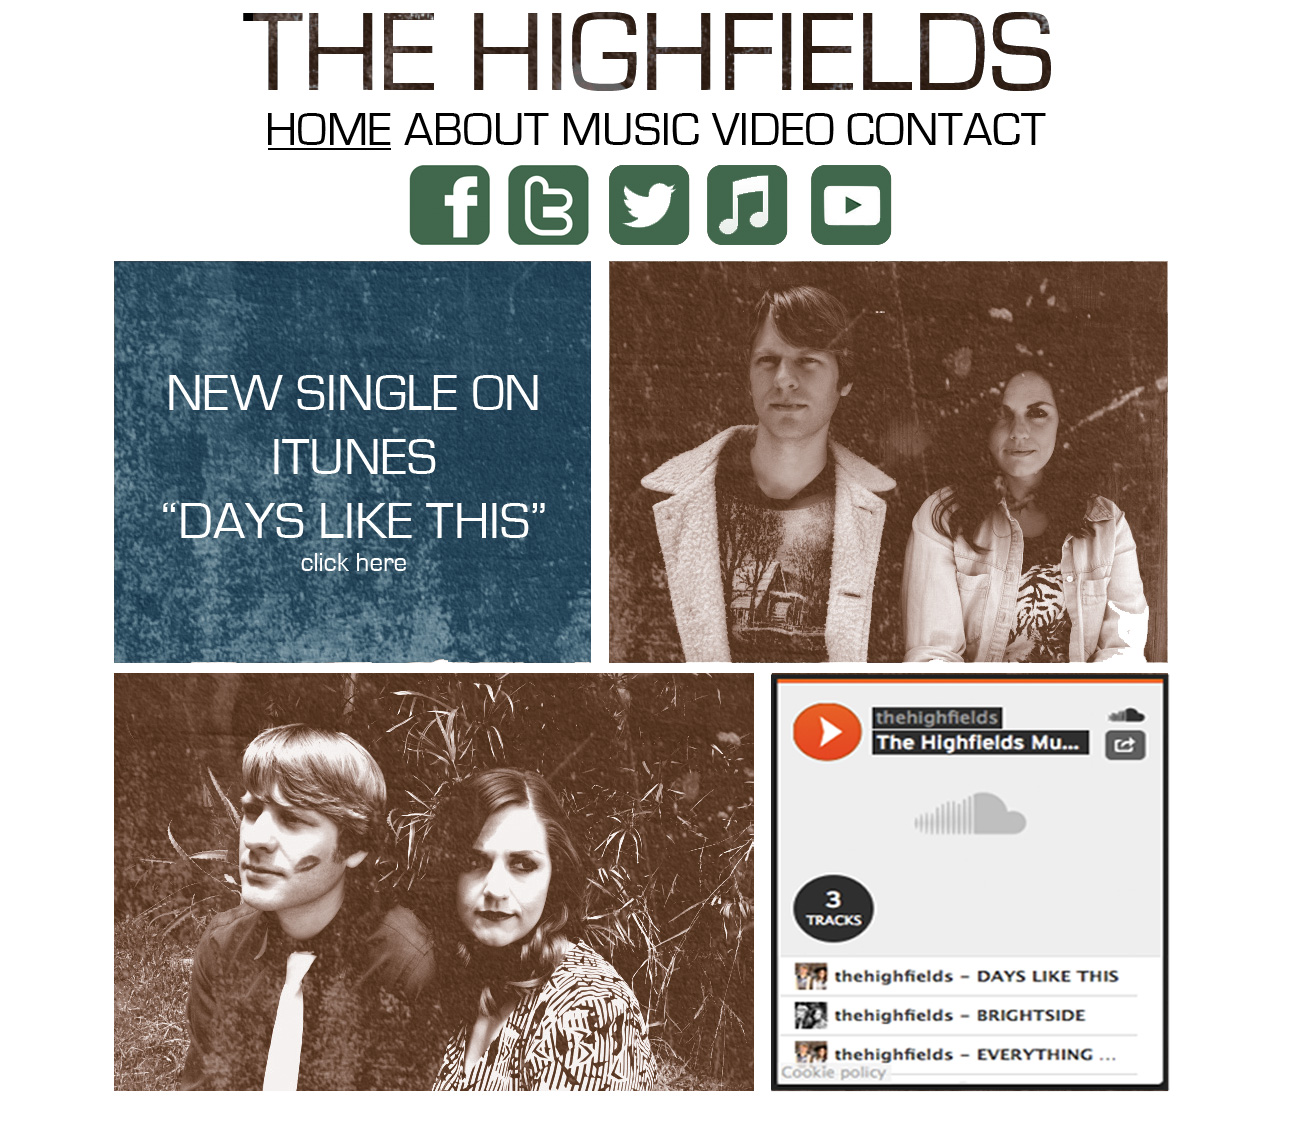 THE HIGHFIELDS
HOME ABOUT MUSIC VIDEO CONTACT
NEW SINGLE ON
ITUNES
“DAYS LIKE THIS”
click here
thehighfields
The Highfields Mu...
3
TRACKS
thehighfields - DAYS LIKE THIS
thehighfields - BRIGHTSIDE
thehighfields - EVERYTHING ...
Cookie policy